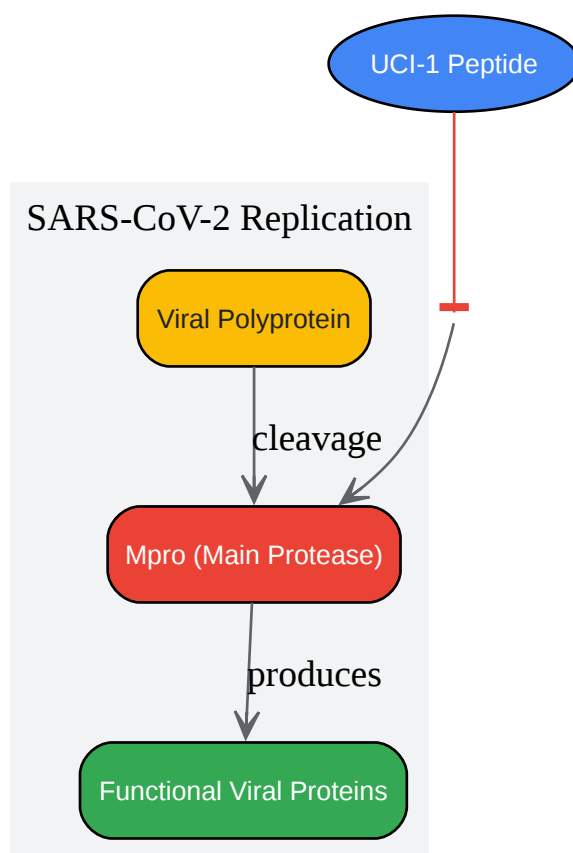 UCI-1 Peptide
SARS-CoV-2 Replication
Viral Polyprotein
cleavage
Mpro (Main Protease)
produces
Functional Viral Proteins